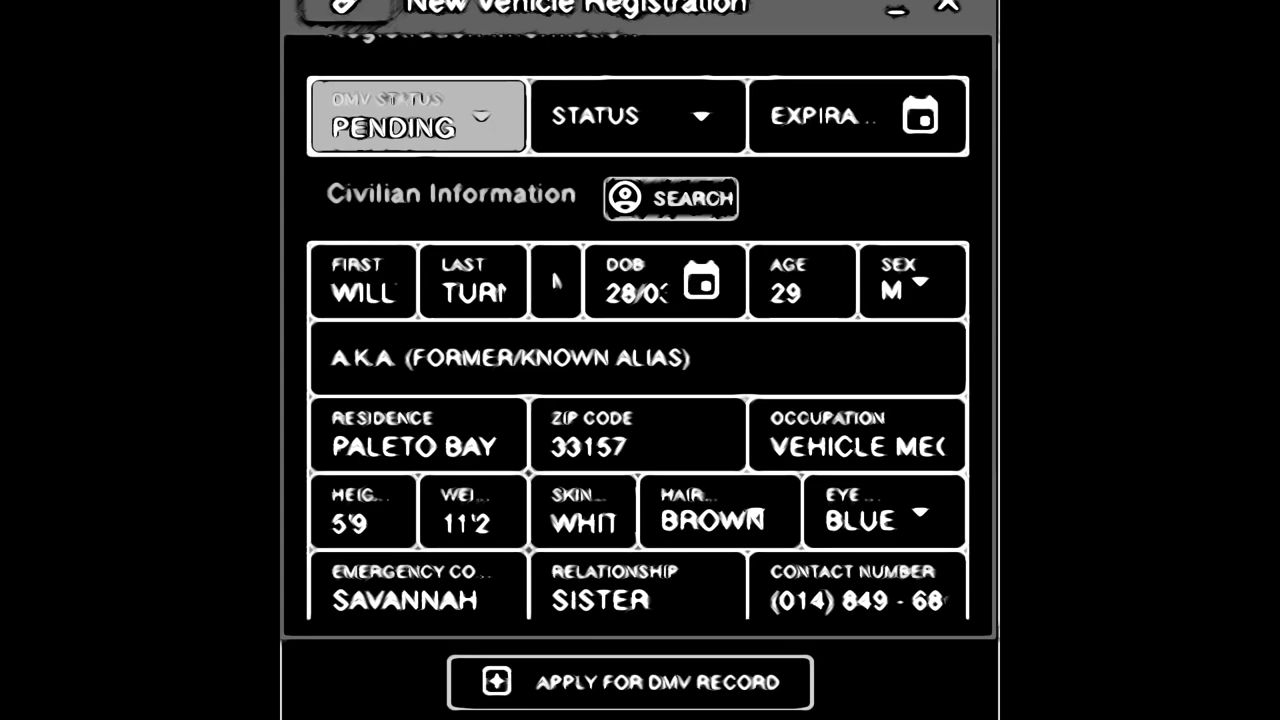 New Vehicle Registration
DMV STATUS
PENDING
STATUS
EXPIRA...
Civilian Information
SEARCH
FIRST
WILL
LAST
TURN
DOB
28/03
AGE
29
SEX
M
A.K.A. (FORMER/KNOWN ALIAS)
RESIDENCE
PALETO BAY
ZIP CODE
33157
OCCUPATION
VEHICLE MEC
HEIG...
5'9
WEI...
11'2
SKIN...
WHIT
HAIR...
BROWN
EYE ...
BLUE
EMERGENCY CO...
SAVANNAH
RELATIONSHIP
SISTER
CONTACT NUMBER
(014) 849 - 68
APPLY FOR DMV RECORD